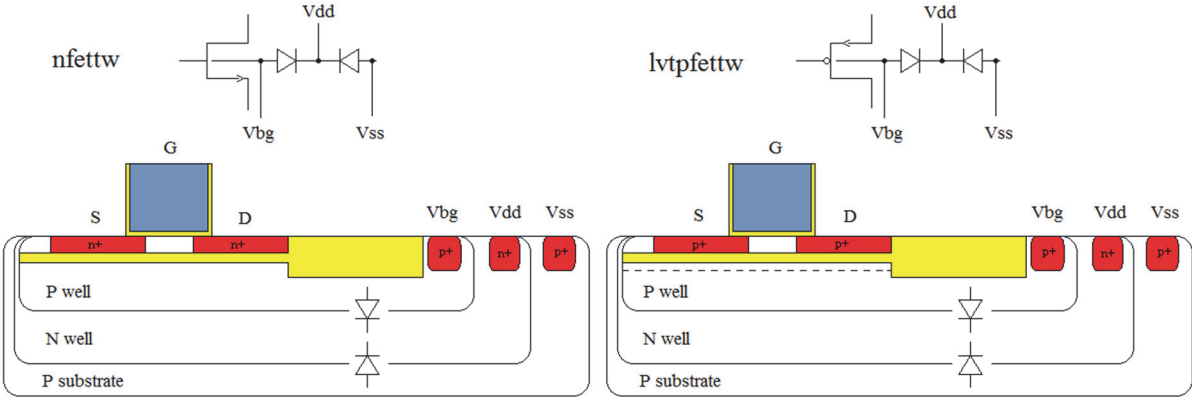 Vdd
nfettw
Vbg
Vss
G
S
D
Vbg
Vdd
Vss
n+
n+
p+
n+
p+
P well
N well
P substrate
Vdd
lvtpfettw
Vbg
Vss
G
S
D
Vbg
Vdd
Vss
p+
p+
p+
n+
p+
P well
N well
P substrate